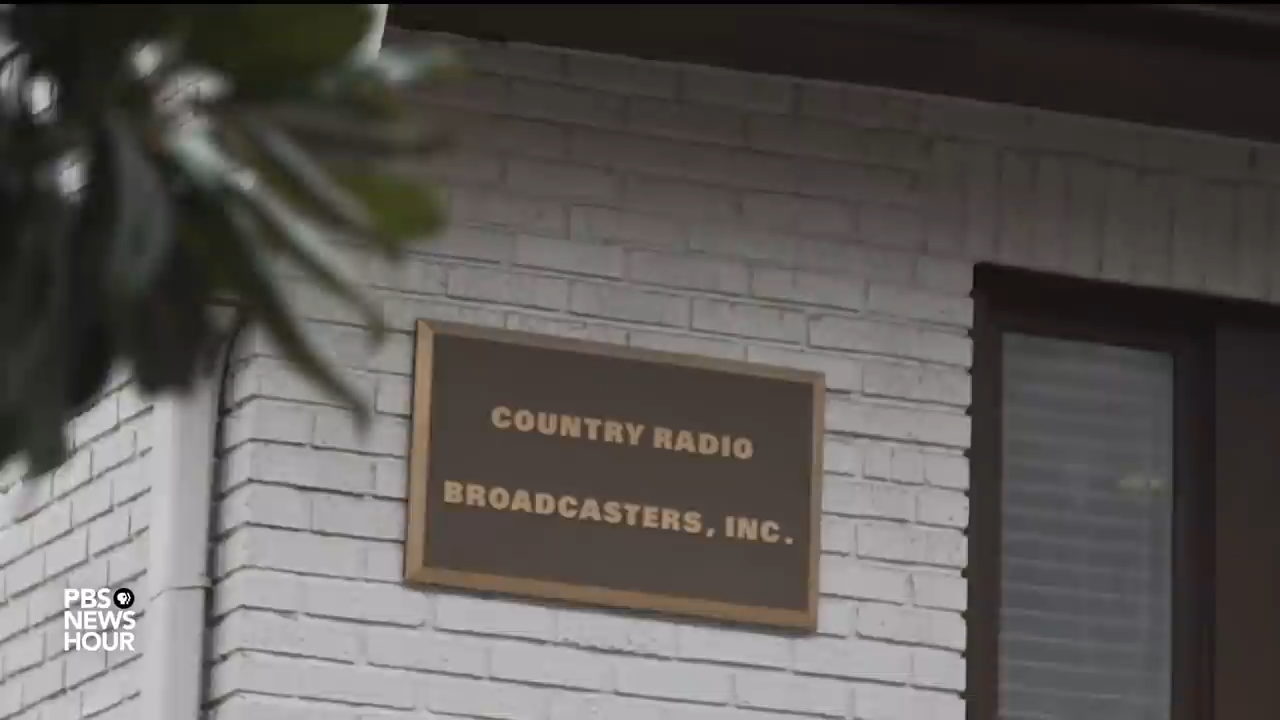 COUNTRY RADIO
BROADCASTERS, INC.
PBS
NEWS
HOUR